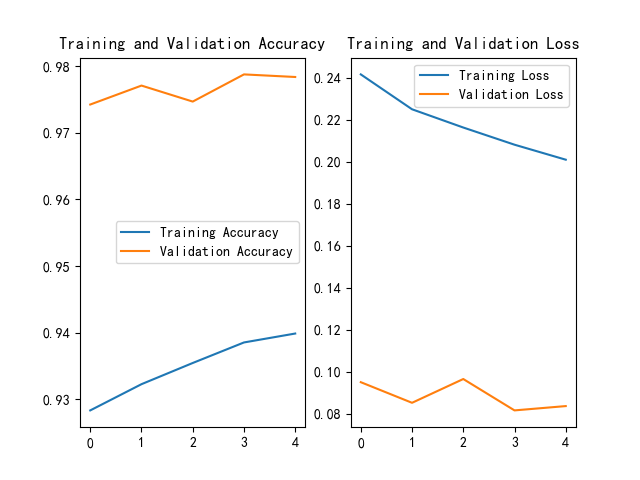 Training and Validation Accuracy
0.98
0.97
0.96
0.95
0.94
0.93
Training Accuracy
Validation Accuracy
0 1 2 3 4
Training and Validation Loss
0.24
0.22
0.20
0.18
0.16
0.14
0.12
0.10
0.08
Training Loss
Validation Loss
0 1 2 3 4